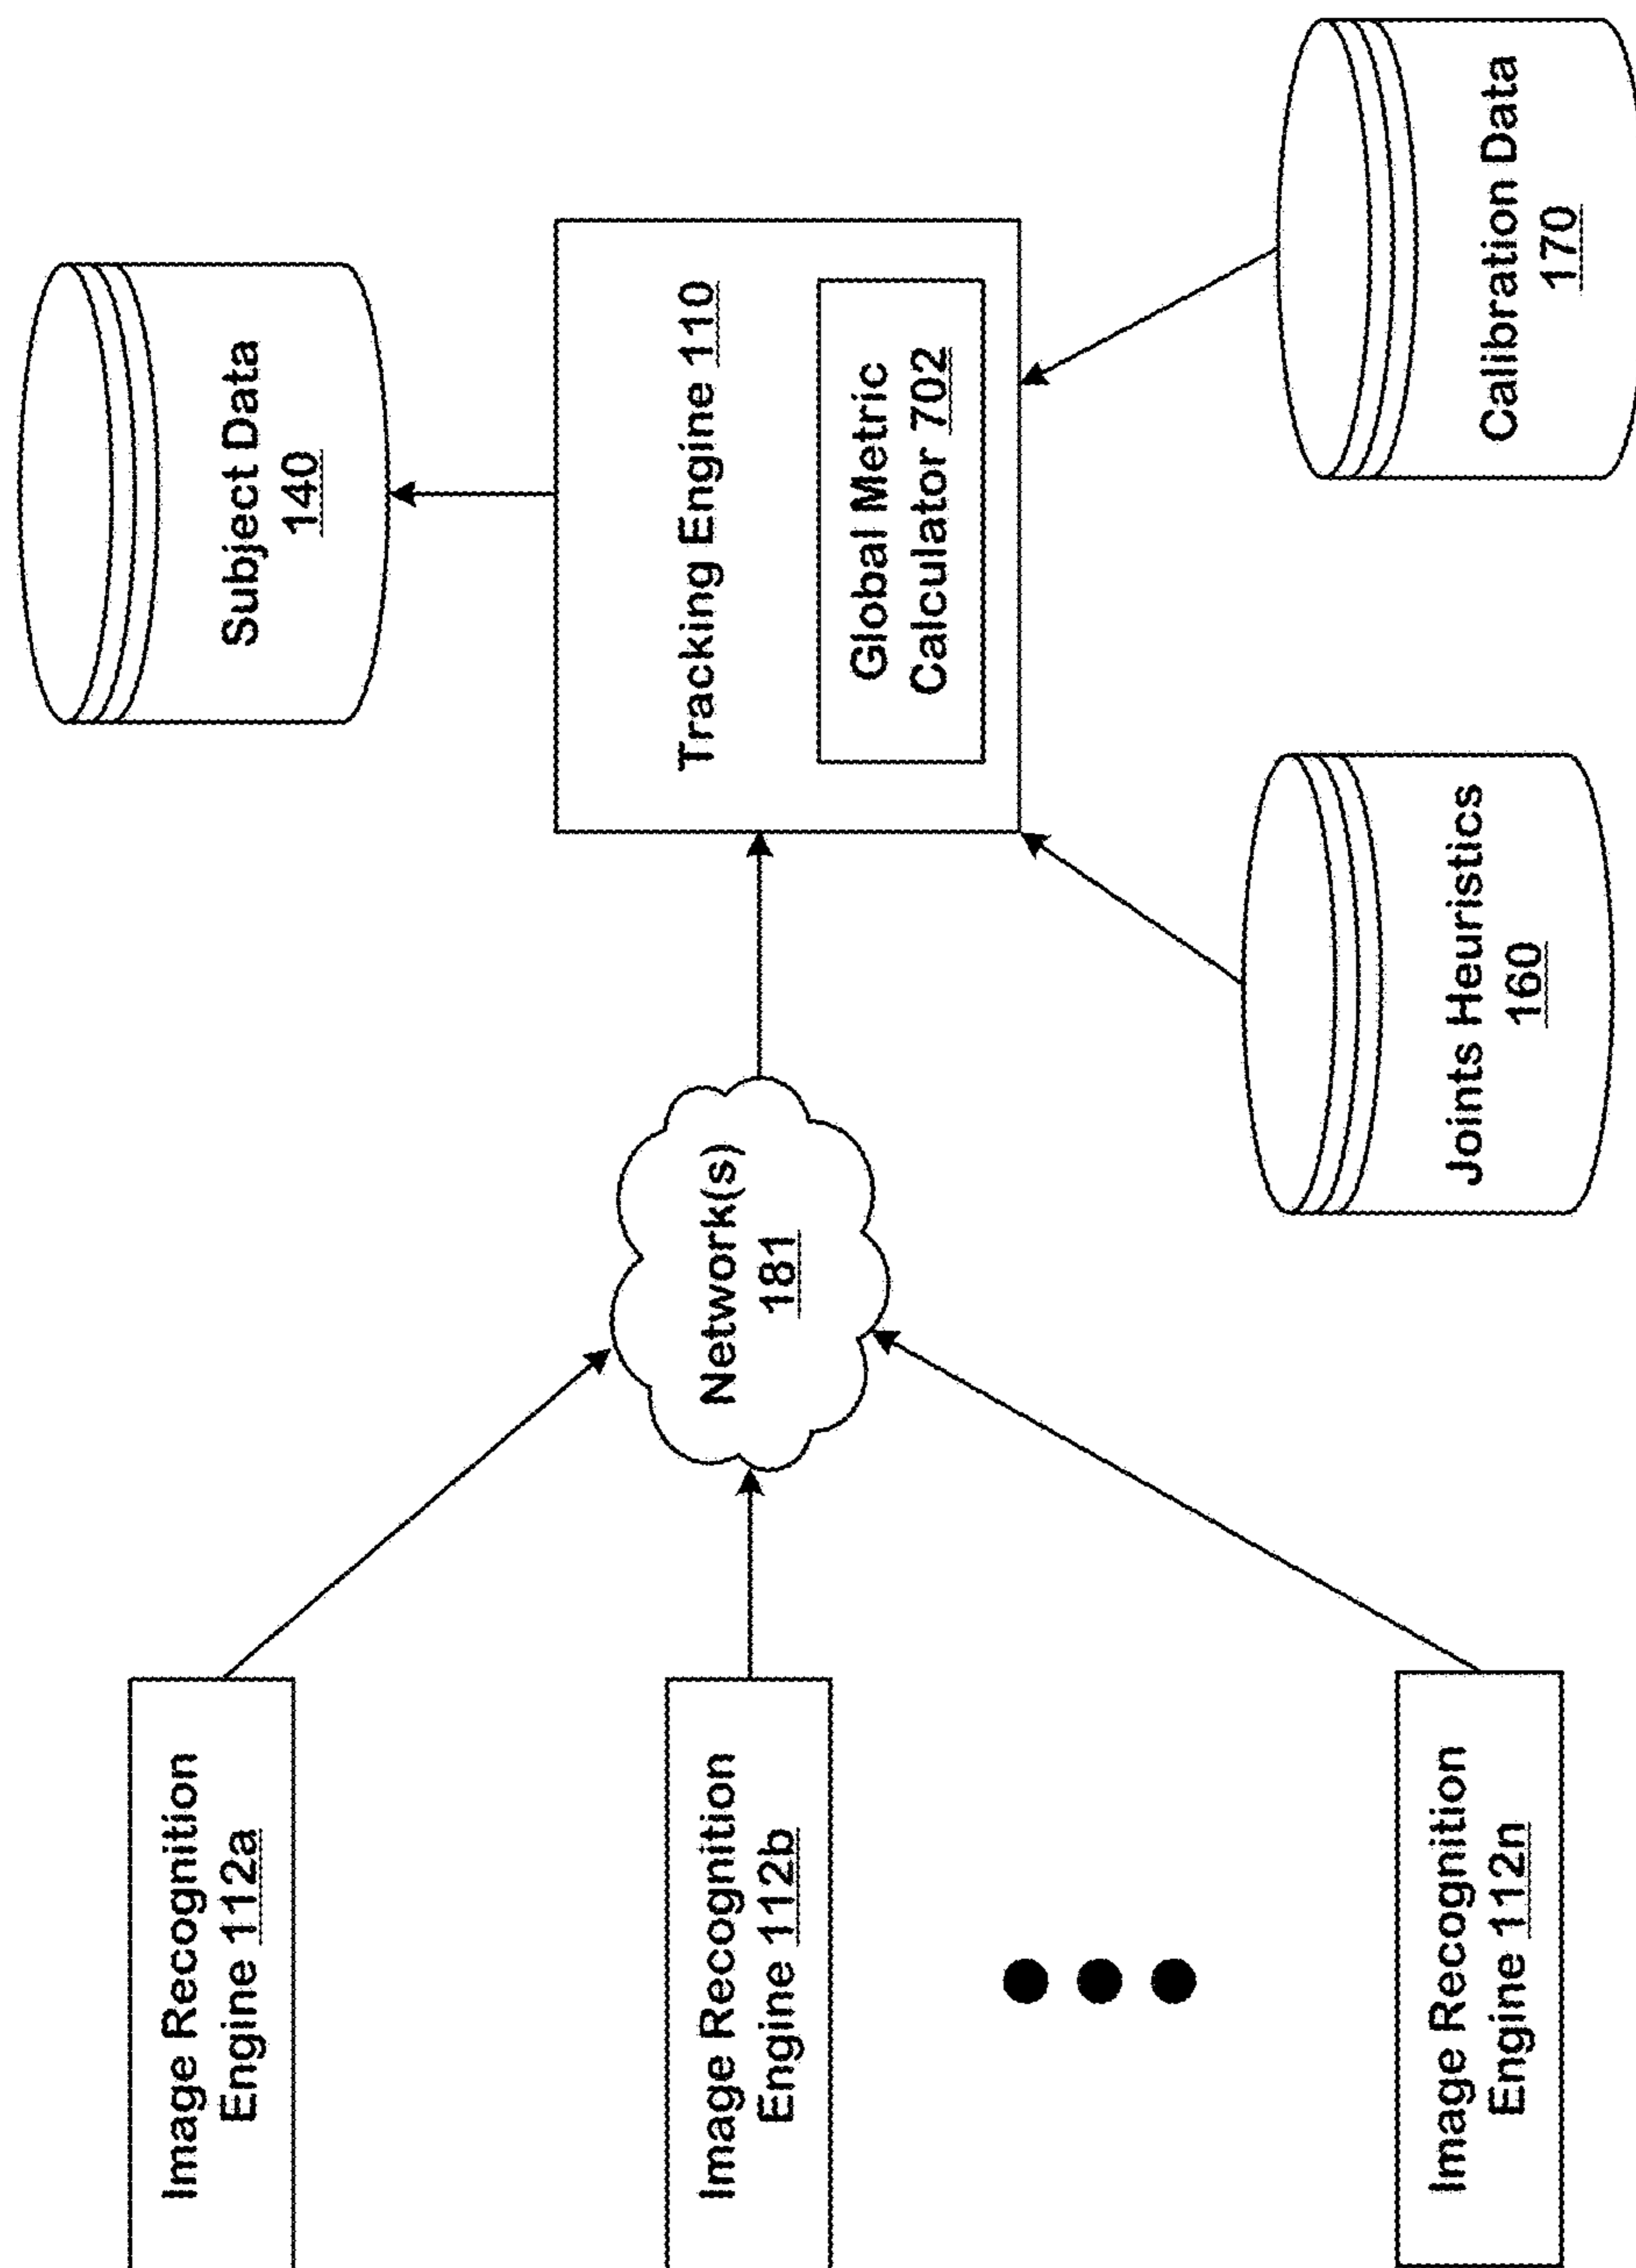 Image Recognition
Engine 112a
Image Recognition
Engine 112b
Image Recognition
Engine 112n
Network(s)
181
Subject Data
140
Tracking Engine 110
Global Metric
Calculator 702
Joints Heuristics
160
Calibration Data
170